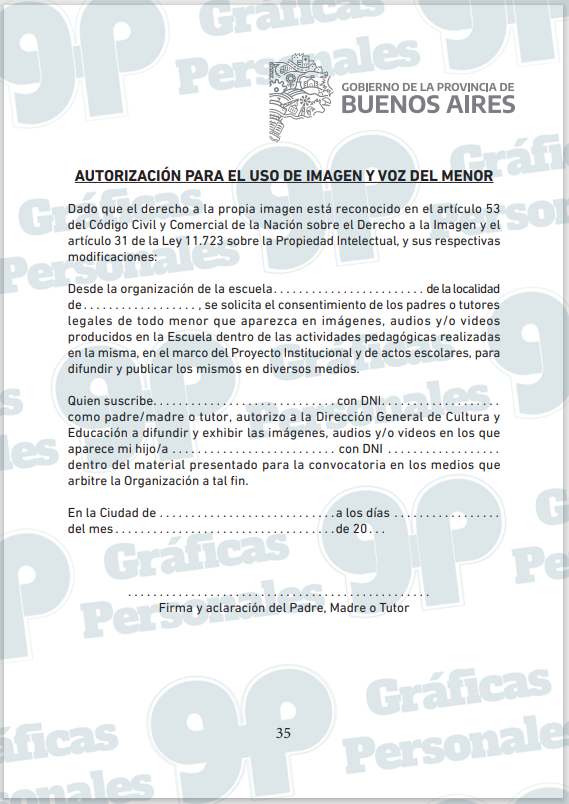 GOBIERNO DE LA PROVINCIA DE
BUENOS AIRES
AUTORIZACIÓN PARA EL USO DE IMAGEN Y VOZ DEL MENOR
Dado que el derecho a la propia imagen está reconocido en el artículo 53
del Código Civil y Comercial de la Nación sobre el Derecho a la Imagen y el
artículo 31 de la Ley 11.723 sobre la Propiedad Intelectual, y sus respectivas
modificaciones:
Desde la organización de la escuela. . . . . . . . . . . . . . . . . . . . . . . . de la localidad
de . . . . . . . . . . . . . . . . . . , se solicita el consentimiento de los padres o tutores
legales de todo menor que aparezca en imágenes, audios y/o videos
producidos en la Escuela dentro de las actividades pedagógicas realizadas
en la misma, en el marco del Proyecto Institucional y de actos escolares, para
difundir y publicar los mismos en diversos medios.
Quien suscribe. . . . . . . . . . . . . . . . . . . . . . . . . . . . . con DNI. . . . . . . . . . . . . . . . . . .
como padre/madre o tutor, autorizo a la Dirección General de Cultura y
Educación a difundir y exhibir las imágenes, audios y/o videos en los que
aparece mi hijo/a . . . . . . . . . . . . . . . . . . . . . . . . . . con DNI . . . . . . . . . . . . . . . . . .
dentro del material presentado para la convocatoria en los medios que
arbitre la Organización a tal fin.
En la Ciudad de . . . . . . . . . . . . . . . . . . . . . . . . . . . . a los días . . . . . . . . . . . . . . . . .
del mes . . . . . . . . . . . . . . . . . . . . . . . . . . . . . . . . . . . de 20 . . .
. . . . . . . . . . . . . . . . . . . . . . . . . . . . . . . . . . . . . . . . . . . . . . . .
Firma y aclaración del Padre, Madre o Tutor
35
gp Gráficas
Personales